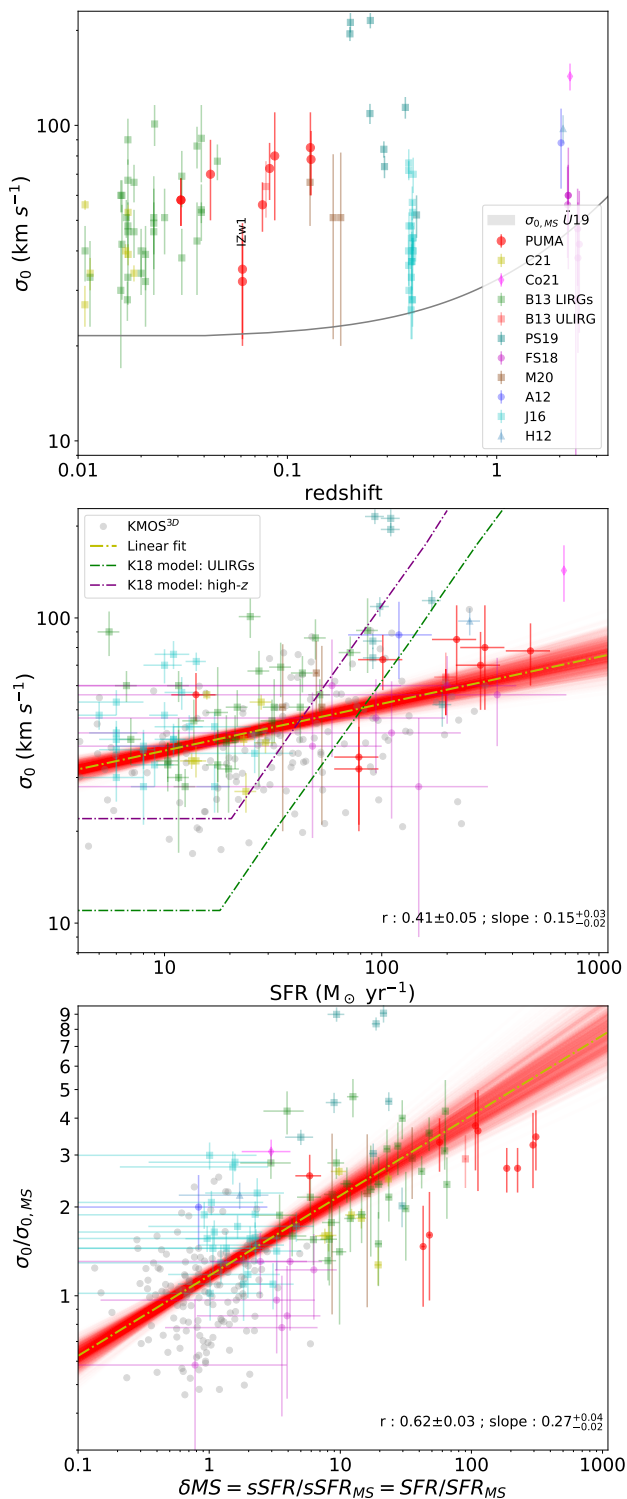 100
10
σ₀ (km s⁻¹)
IZw1
σ₀,MS Ü19
PUMA
C21
Co21
B13 LIRGs
B13 ULIRG
PS19
FS18
M20
A12
J16
H12
0.01
0.1
1
redshift
KMOS³ᴰ
Linear fit
K18 model: ULIRGs
K18 model: high-z
100
10
σ₀ (km s⁻¹)
r : 0.41±0.05 ; slope : 0.15+0.03−0.02
10
100
1000
SFR (M⊙ yr⁻¹)
9
8
7
6
5
4
3
2
1
σ₀/σ₀,MS
r : 0.62±0.03 ; slope : 0.27+0.04−0.02
0.1
1
10
100
1000
δMS = sSFR/sSFR_MS = SFR/SFR_MS